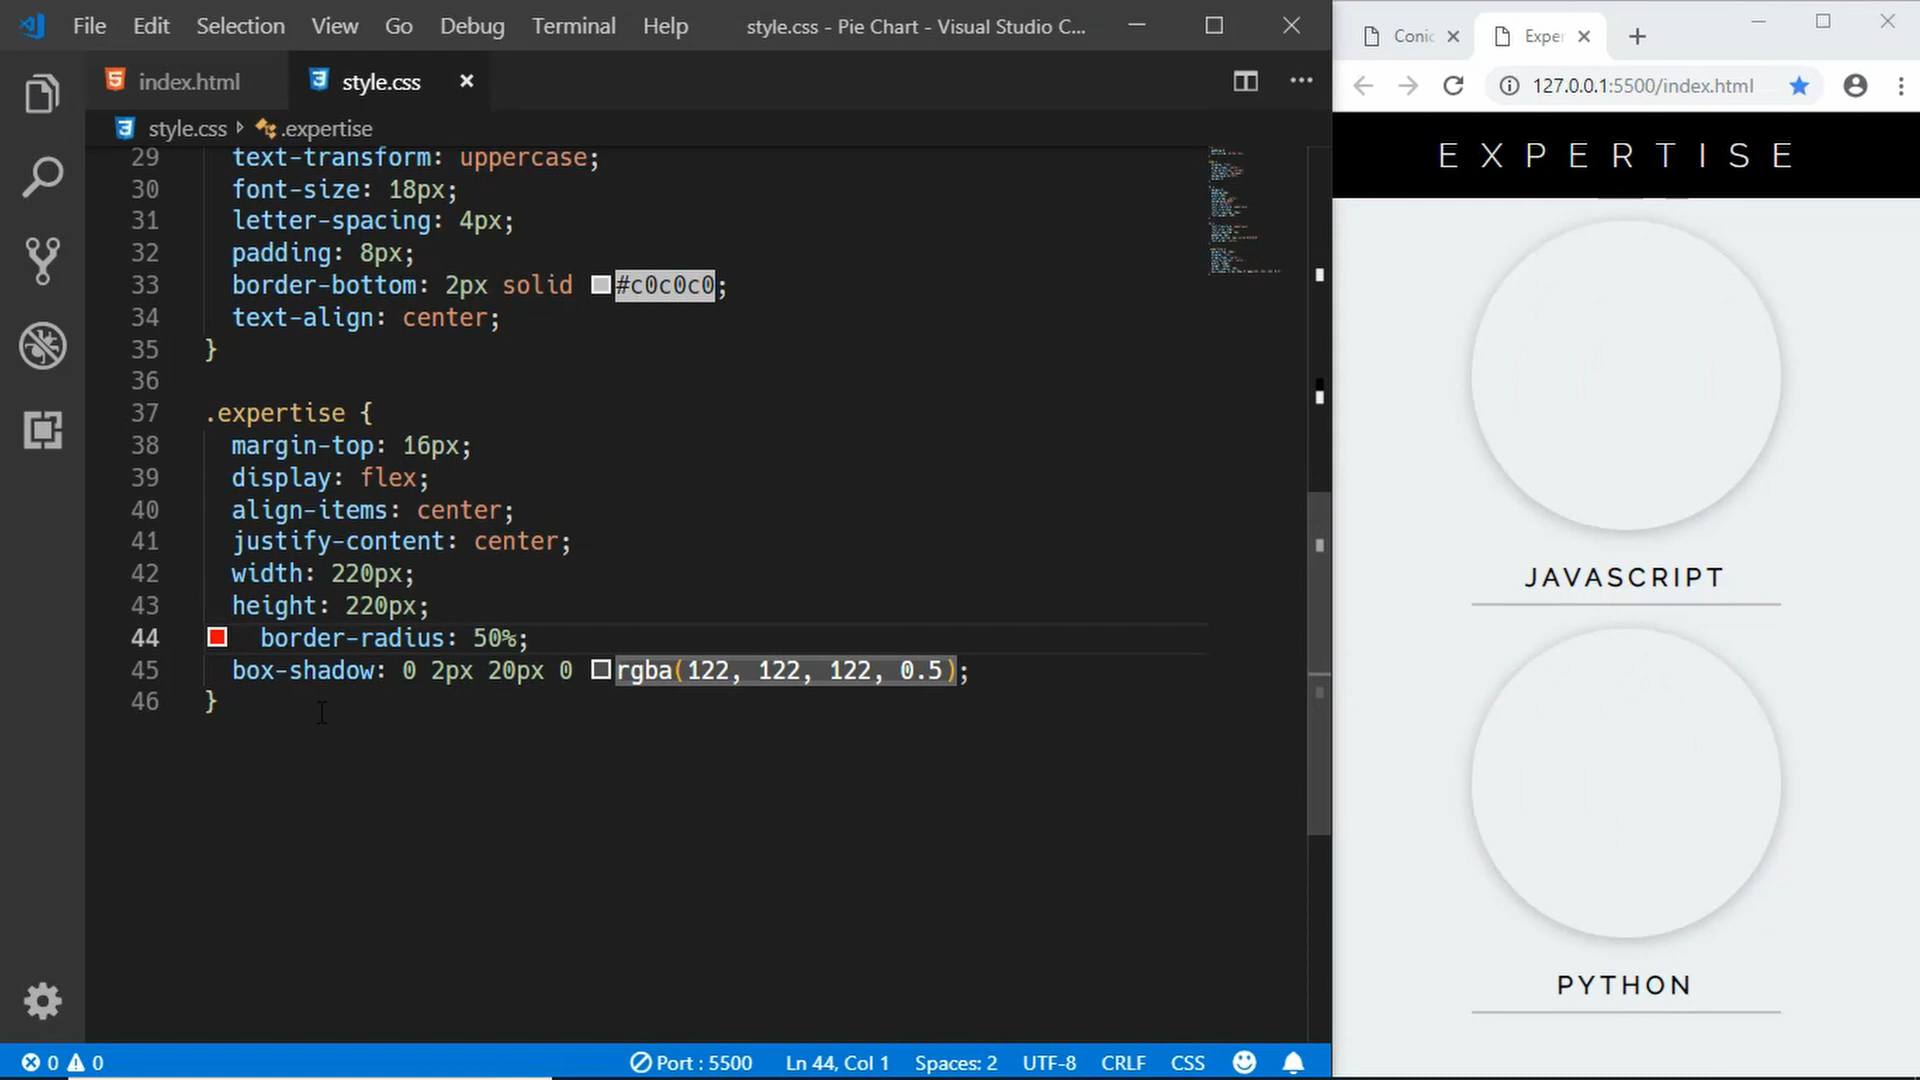 File Edit Selection View Go Debug Terminal Help style.css - Pie Chart - Visual Studio C...
index.html style.css
style.css .expertise
29 text-transform: uppercase;
30 font-size: 18px;
31 letter-spacing: 4px;
32 padding: 8px;
33 border-bottom: 2px solid #c0c0c0;
34 text-align: center;
35 }
36
37 .expertise {
38 margin-top: 16px;
39 display: flex;
40 align-items: center;
41 justify-content: center;
42 width: 220px;
43 height: 220px;
44 border-radius: 50%;
45 box-shadow: 0 2px 20px 0 rgba(122, 122, 122, 0.5);
46 }
0 0 Port : 5500 Ln 44, Col 1 Spaces: 2 UTF-8 CRLF CSS
Conic Exper
127.0.0.1:5500/index.html
EXPERTISE
JAVASCRIPT
PYTHON